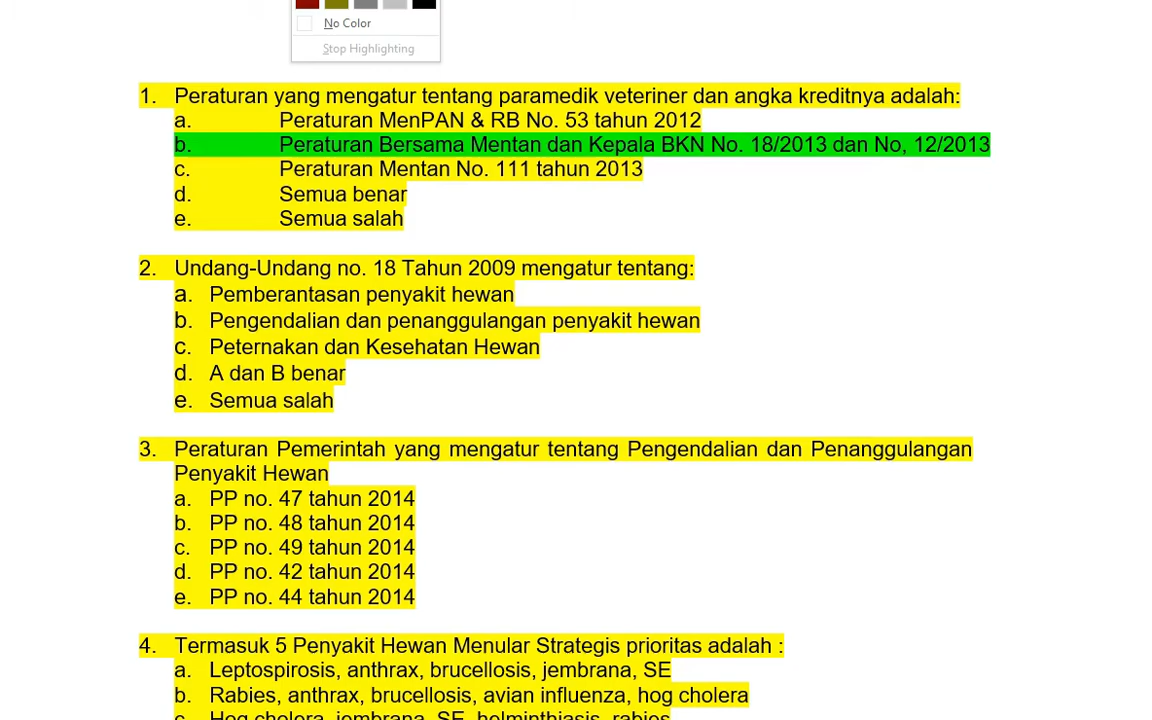 No Color
Stop Highlighting
1. Peraturan yang mengatur tentang paramedik veteriner dan angka kreditnya adalah:
a. Peraturan MenPAN & RB No. 53 tahun 2012
b. Peraturan Bersama Mentan dan Kepala BKN No. 18/2013 dan No, 12/2013
c. Peraturan Mentan No. 111 tahun 2013
d. Semua benar
e. Semua salah
2. Undang-Undang no. 18 Tahun 2009 mengatur tentang:
a. Pemberantasan penyakit hewan
b. Pengendalian dan penanggulangan penyakit hewan
c. Peternakan dan Kesehatan Hewan
d. A dan B benar
e. Semua salah
3. Peraturan Pemerintah yang mengatur tentang Pengendalian dan Penanggulangan
Penyakit Hewan
a. PP no. 47 tahun 2014
b. PP no. 48 tahun 2014
c. PP no. 49 tahun 2014
d. PP no. 42 tahun 2014
e. PP no. 44 tahun 2014
4. Termasuk 5 Penyakit Hewan Menular Strategis prioritas adalah :
a. Leptospirosis, anthrax, brucellosis, jembrana, SE
b. Rabies, anthrax, brucellosis, avian influenza, hog cholera
c. Hog cholera, jembrana, SE, helminthiasis, rabies